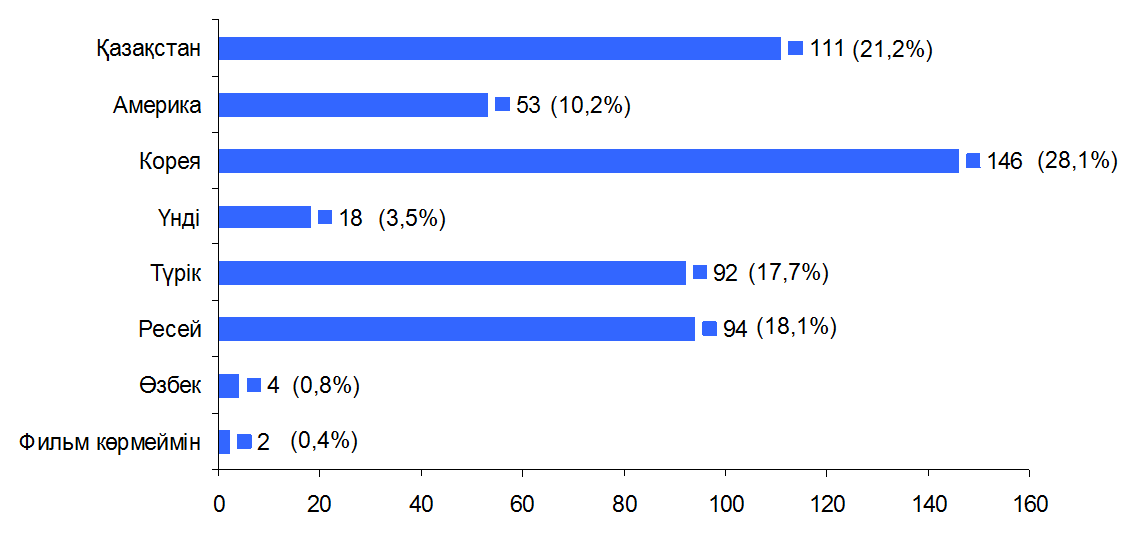 Қазақстан 111 (21,2%)
Америка 53 (10,2%)
Корея 146 (28,1%)
Үнді 18 (3,5%)
Түрік 92 (17,7%)
Ресей 94 (18,1%)
Өзбек 4 (0,8%)
Фильм көрмеймін 2 (0,4%)
0 20 40 60 80 100 120 140 160